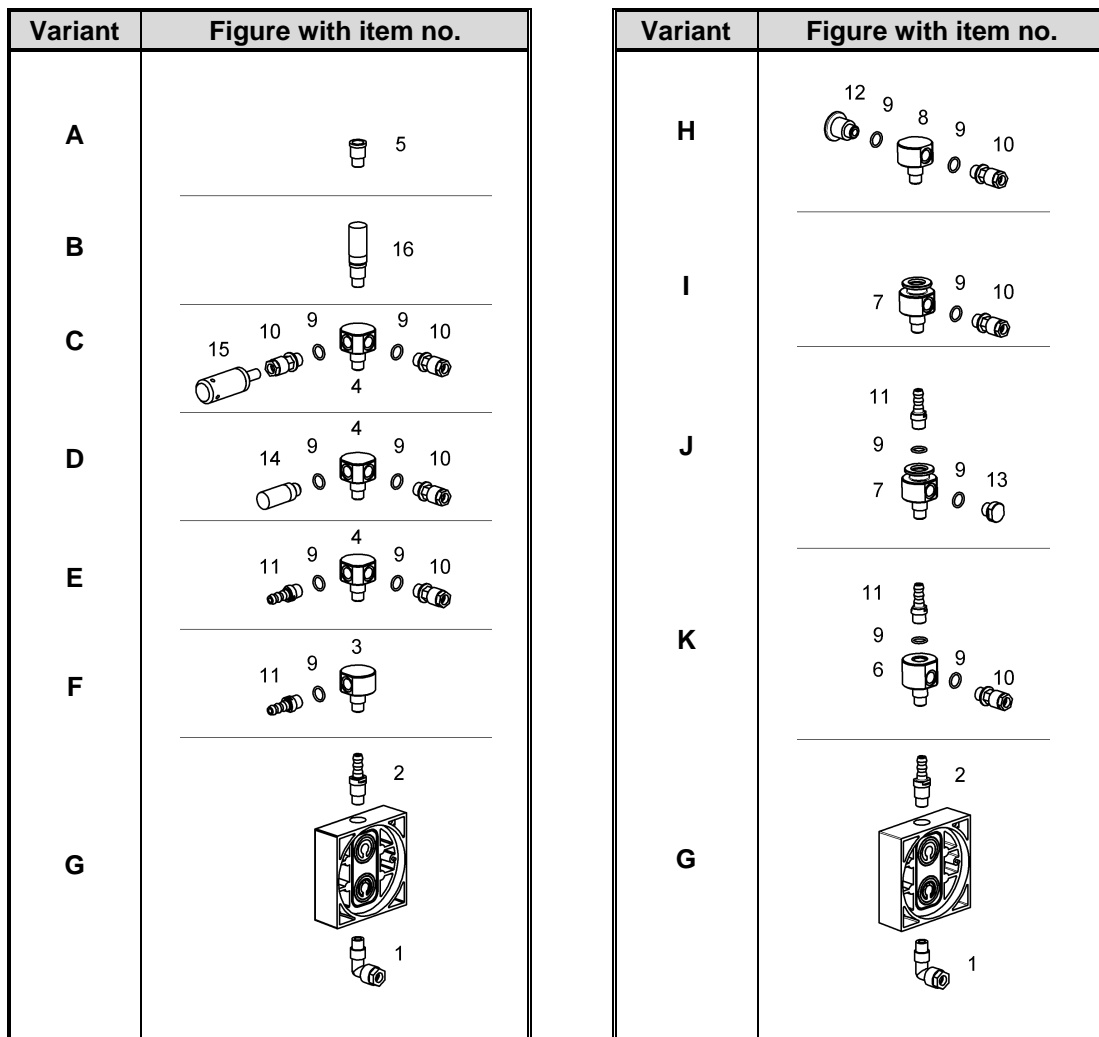 Variant Figure with item no.
A
5
B
16
C
10 9 9 10
15
4
D
4
14 9 9 10
E
4
11 9 9 10
F
3
11 9
G
2
1
Variant Figure with item no.
H
12 9 8 9 10
I
7 9 10
J
11
9 9 13
7
K
11
9 9
6 10
G
2
1